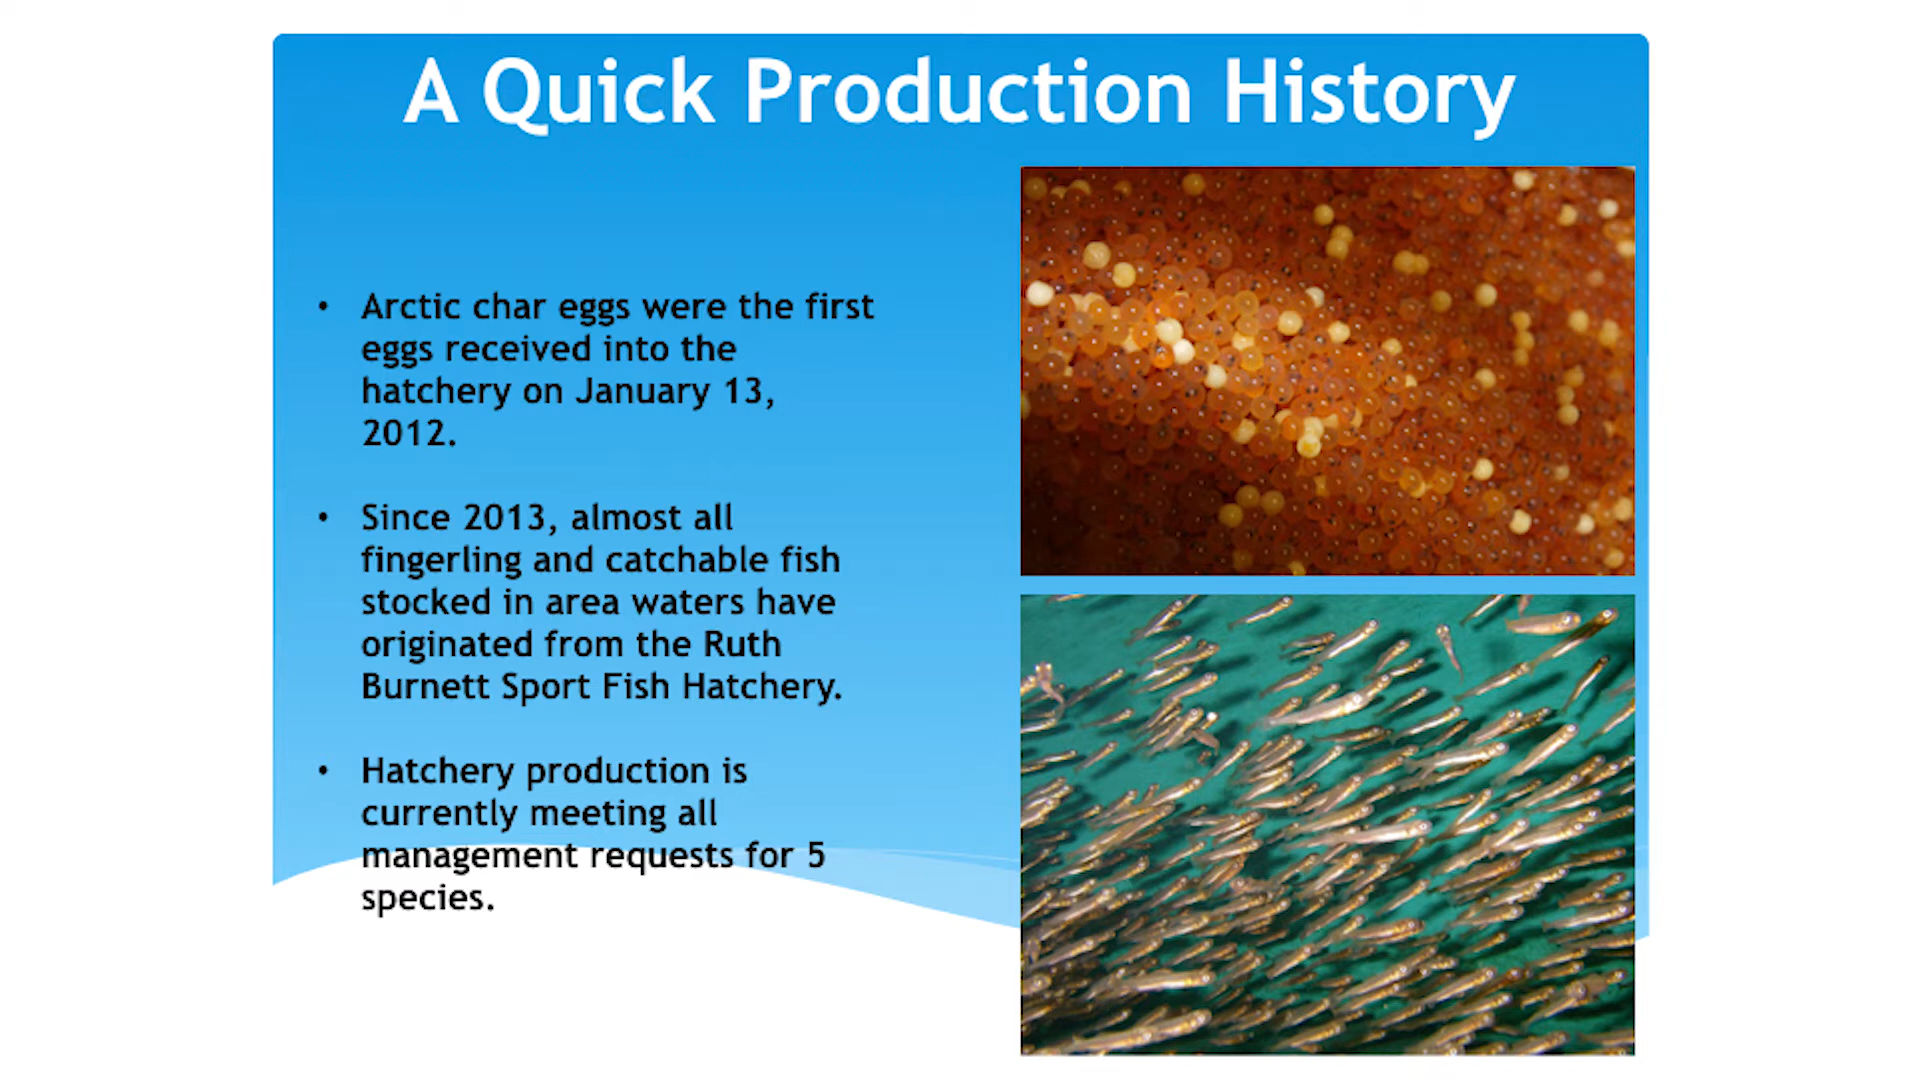 A Quick Production History
• Arctic char eggs were the first
eggs received into the
hatchery on January 13,
2012.
• Since 2013, almost all
fingerling and catchable fish
stocked in area waters have
originated from the Ruth
Burnett Sport Fish Hatchery.
• Hatchery production is
currently meeting all
management requests for 5
species.